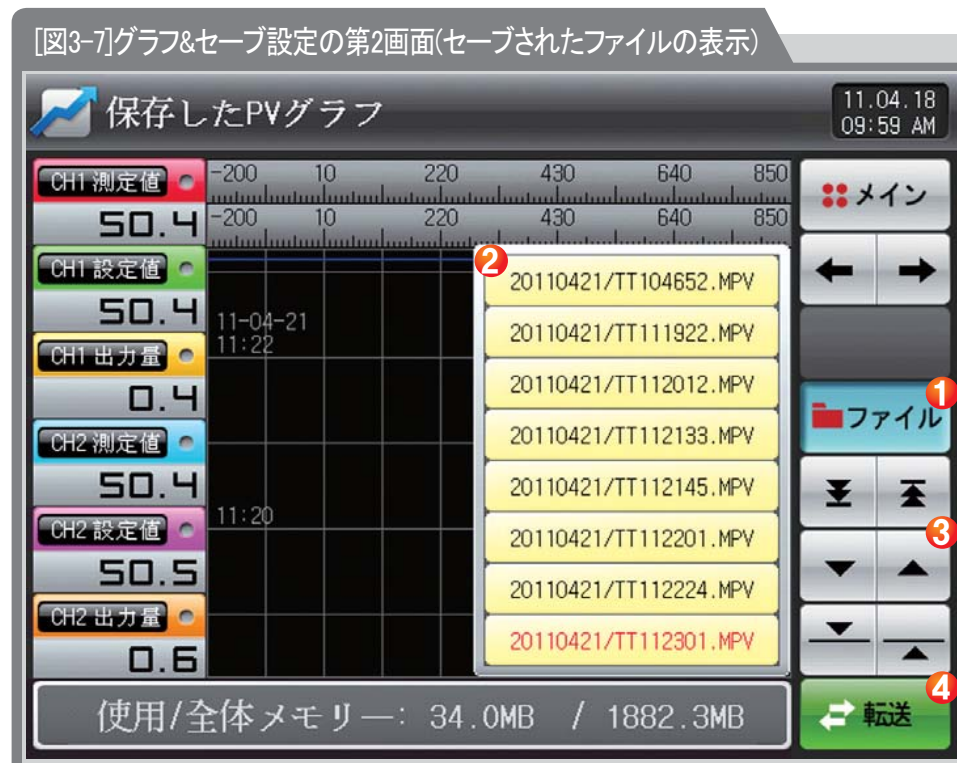 [図3-7]グラフ&セーブ設定の第2画面(セーブされたファイルの表示)
保存したPVグラフ
11.04.18
09:59 AM
CH1 測定値
50.4
CH1 設定値
50.4
CH1 出力量
0.4
CH2 測定値
50.4
CH2 設定値
50.5
CH2 出力量
0.6
-200 10 220 430 640 850
-200 10 220 430 640 850
11-04-21
11:22
11:20
2
20110421/TT104652.MPV
20110421/TT111922.MPV
20110421/TT112012.MPV
20110421/TT112133.MPV
20110421/TT112145.MPV
20110421/TT112201.MPV
20110421/TT112224.MPV
20110421/TT112301.MPV
メイン
1
ファイル
3
4
転送
使用/全体メモリー: 34.0MB / 1882.3MB